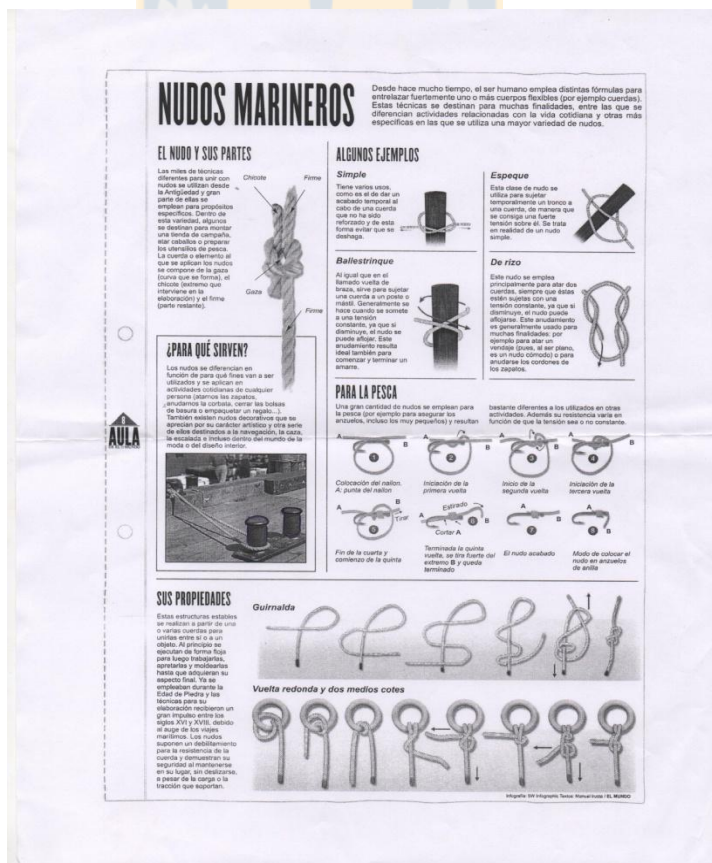 NUDOS MARINEROS
Desde hace mucho tiempo, el ser humano emplea distintas fórmulas para
entrelazar fuertemente uno o más cuerpos flexibles (por ejemplo cuerdas).
Estas técnicas se destinan para muchas finalidades, entre las que se
diferencian actividades relacionadas con la vida cotidiana y otras más
específicas en las que se utiliza una mayor variedad de nudos.
EL NUDO Y SUS PARTES
Las miles de técnicas
diferentes para unir con
nudos se utilizan desde
la Antigüedad y gran
parte de ellas se
emplean para propósitos
específicos. Dentro de
esta variedad, algunos
se destinan para montar
una tienda de campaña,
atar caballos o preparar
los utensilios de pesca.
La cuerda o elemento al
que se aplican los nudos
se compone de la gaza
(curva que se forma), el
chicote (extremo que
interviene en la
elaboración) y el firme
(parte restante).
Chicote
Firme
Gaza
Firme
¿PARA QUÉ SIRVEN?
Los nudos se diferencian en
función de para qué fines van a ser
utilizados y se aplican en
actividades cotidianas de cualquier
persona (atarnos las zapatos,
anudarnos la corbata, cerrar las bolsas
de basura o empaquetar un regalo...).
También existen nudos decorativos que se
aprecian por su carácter artístico y otra serie
de ellos destinados a la navegación, la caza,
la escalada o incluso dentro del mundo de la
moda o del diseño interior.
AULA
ALGUNOS EJEMPLOS
Simple
Tiene varios usos,
como es el de dar un
acabado temporal al
cabo de una cuerda
que no ha sido
reforzado y de esta
forma evitar que se
deshaga.
Espeque
Esta clase de nudo se
utiliza para sujetar
temporalmente un tronco a
una cuerda, de manera que
se consiga una fuerte
tensión sobre él. Se trata
en realidad de un nudo
simple.
Ballestrinque
Al igual que en el
llamado vuelta de
braza, sirve para sujetar
una cuerda a un poste o
mástil. Generalmente se
hace cuando se somete
a una tensión
constante, ya que si
disminuye, el nudo se
puede aflojar. Este
anudamiento resulta
ideal también para
comenzar y terminar un
amarre.
De rizo
Este nudo se emplea
principalmente para atar dos
cuerdas, siempre que éstas
estén sujetas con una
tensión constante, ya que si
disminuye, el nudo puede
aflojarse. Este anudamiento
es generalmente usado para
muchas finalidades: por
ejemplo para atar un
vendaje (pues, al ser plano,
es un nudo cómodo) o para
anudarse los cordones de
los zapatos.
PARA LA PESCA
Una gran cantidad de nudos se emplean para
la pesca (por ejemplo para asegurar los
anzuelos, incluso los muy pequeños) y resultan
bastante diferentes a los utilizados en otras
actividades. Además su resistencia varía en
función de que la tensión sea o no constante.
A B 1
A B 2
A B 3
A B 4
Colocación del nailon.
A: punta del nailon
Iniciación de la
primera vuelta
Inicio de la
segunda vuelta
Iniciación de la
tercera vuelta
A B Tirar 5
Estirado A B Cortar A 6
A B 7
A B 8
Fin de la cuarta y
comienzo de la quinta
Terminada la quinta
vuelta, se tira fuerte del
extremo B y queda
terminado
El nudo acabado
Modo de colocar el
nudo en anzuelos
de anilla
SUS PROPIEDADES
Estas estructuras estables
se realizan a partir de una
o varias cuerdas para
unirlas entre sí o a un
objeto. Al principio se
ejecutan de forma floja
para luego trabajarlas,
apretarlas y moldearlas
hasta que adquieran su
aspecto final. Ya se
empleaban durante la
Edad de Piedra y las
técnicas para su
elaboración recibieron un
gran impulso entre los
siglos XVI y XVIII, debido
al auge de los viajes
marítimos. Los nudos
suponen un debilitamiento
para la resistencia de la
cuerda y demuestran su
seguridad al mantenerse
en su lugar, sin deslizarse,
a pesar de la carga o la
tracción que soportan.
Guirnalda
Vuelta redonda y dos medios cotes
EL MUNDO